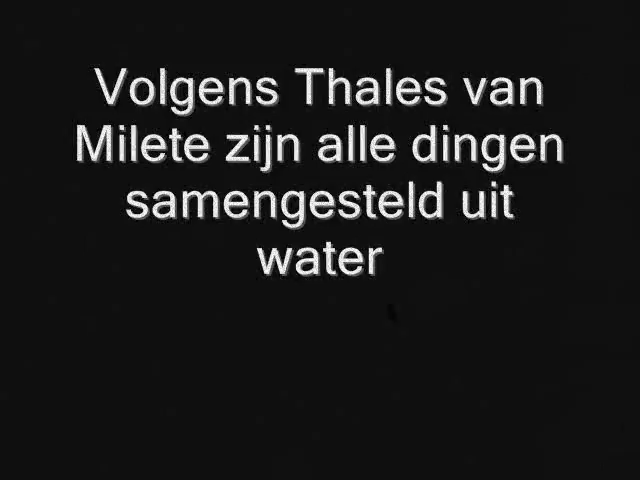 Volgens Thales van
Milete zijn alle dingen
samengesteld uit
water